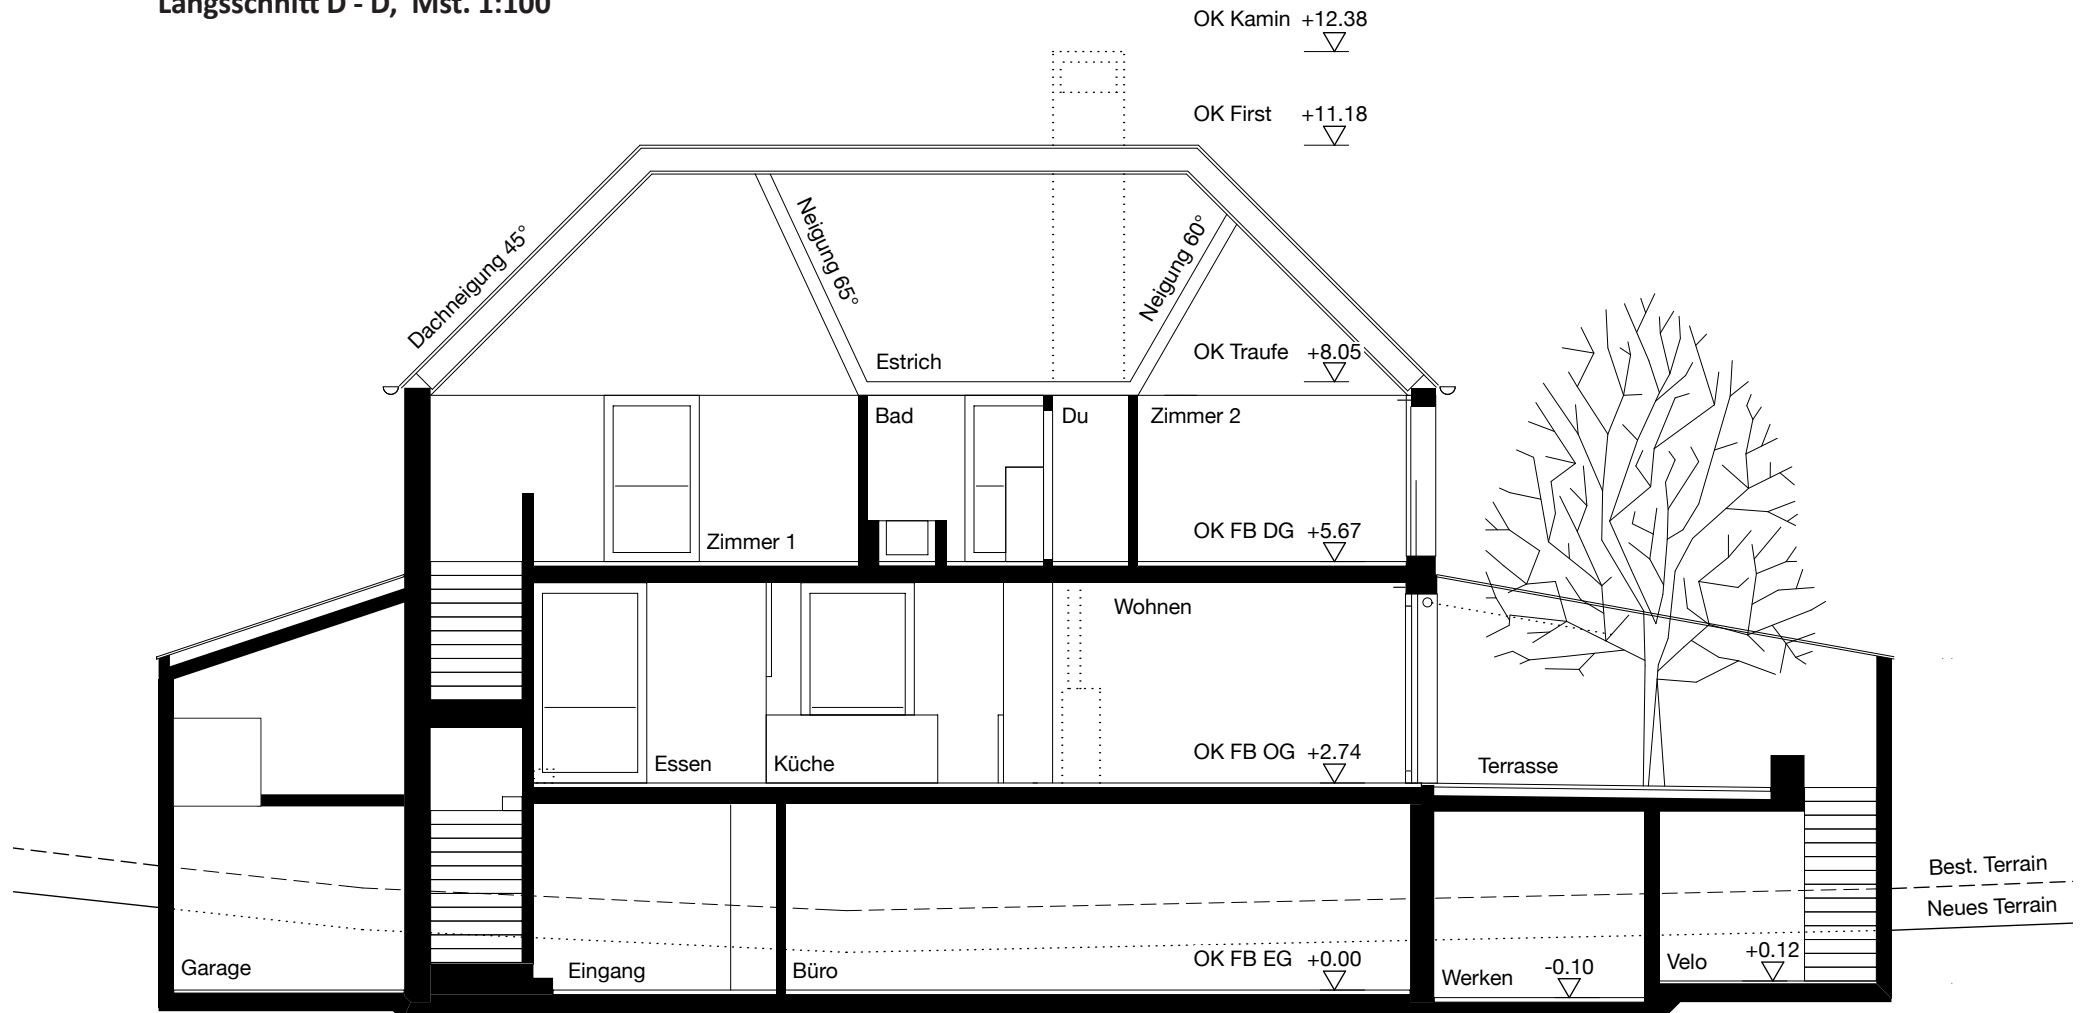 Längsschnitt D - D, Mst. 1:100
OK Kamin +12.38
OK First +11.18
Dachneigung 45°
Neigung 65°
Neigung 60°
OK Traufe +8.05
Estrich
Bad
Du
Zimmer 2
Zimmer 1
OK FB DG +5.67
Wohnen
Essen
Küche
OK FB OG +2.74
Terrasse
Best. Terrain
Neues Terrain
Garage
Eingang
Büro
OK FB EG +0.00
Werken
-0.10
Velo
+0.12